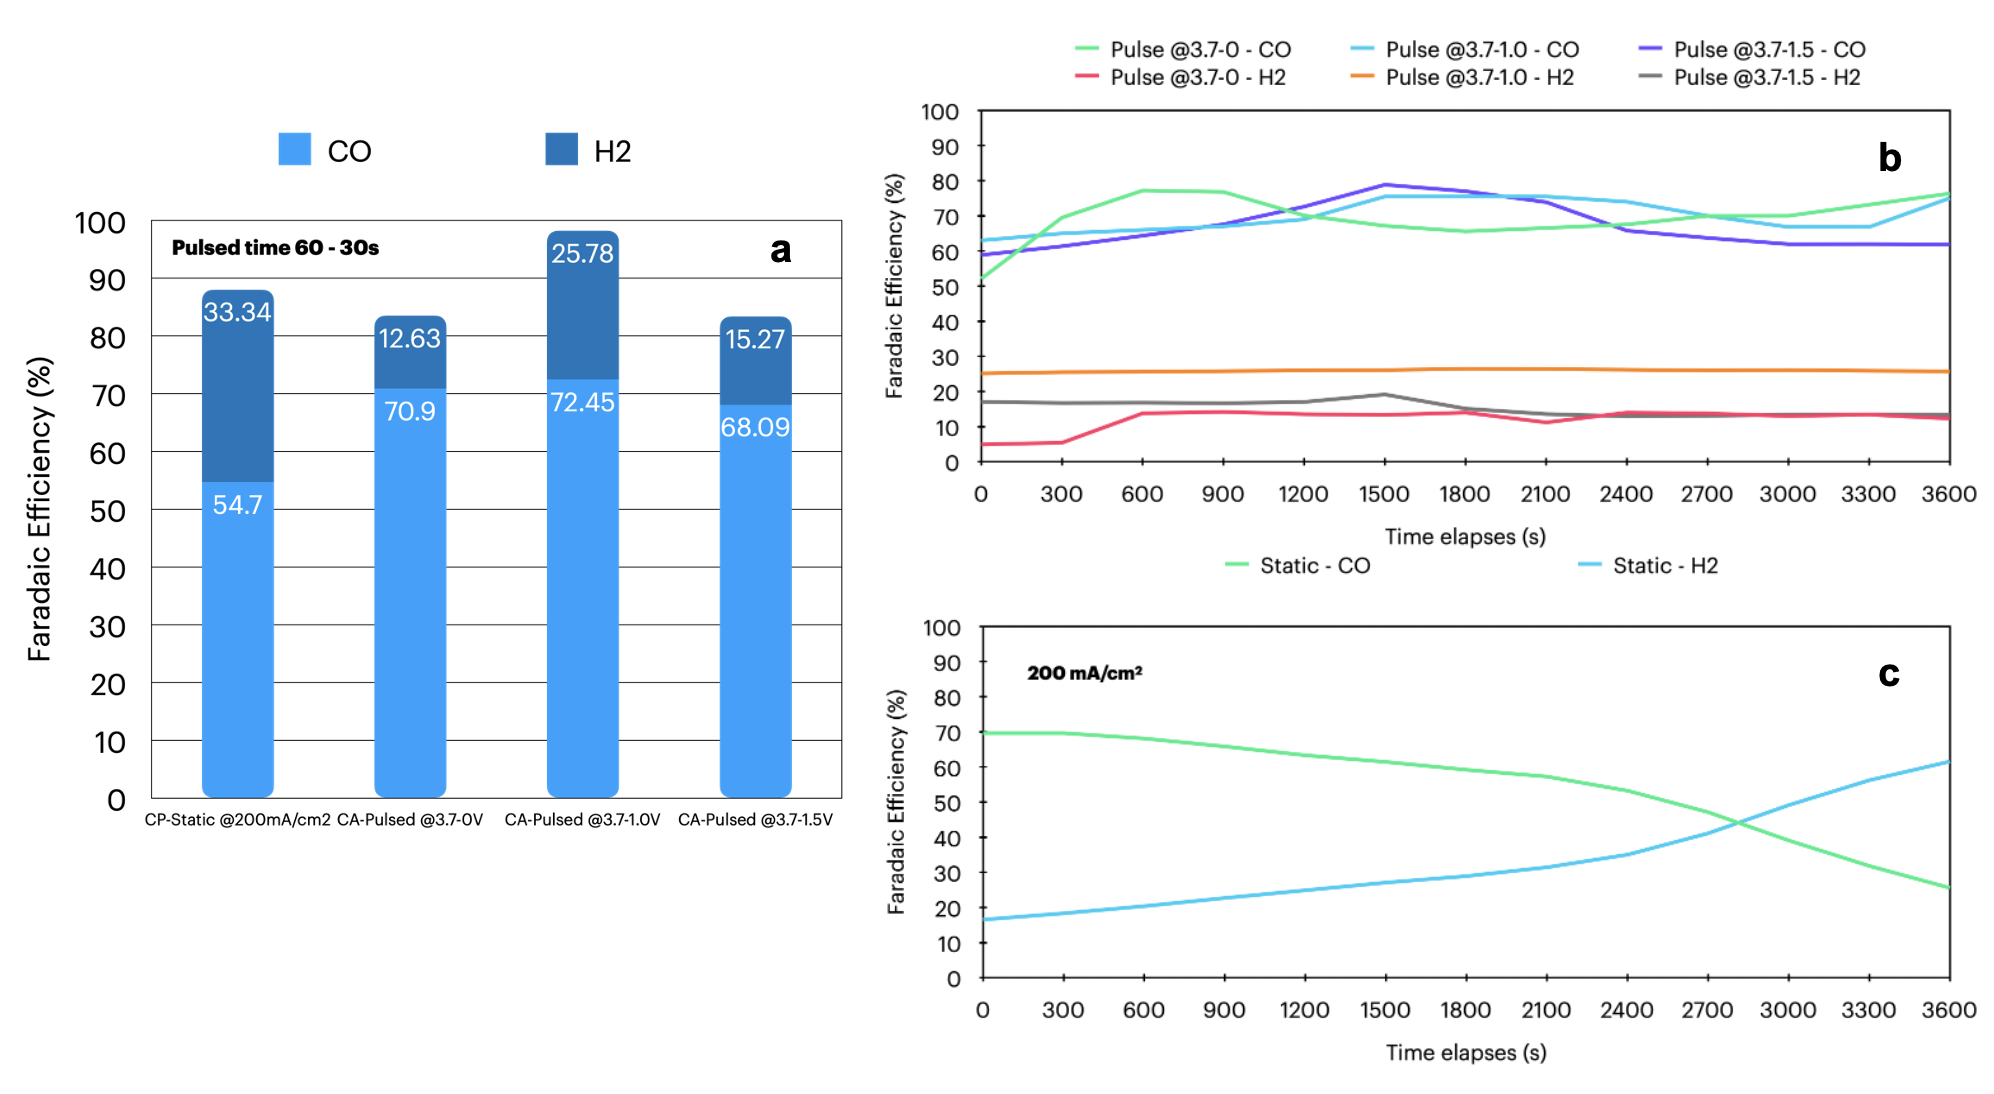 CO H2
Faradaic Efficiency (%)
100
90
80
70
60
50
40
30
20
10
0
Pulsed time 60 - 30s
a
33.34
54.7
12.63
70.9
25.78
72.45
15.27
68.09
CP-Static @200mA/cm2 CA-Pulsed @3.7-0V CA-Pulsed @3.7-1.0V CA-Pulsed @3.7-1.5V
Pulse @3.7-0 - CO Pulse @3.7-1.0 - CO Pulse @3.7-1.5 - CO
Pulse @3.7-0 - H2 Pulse @3.7-1.0 - H2 Pulse @3.7-1.5 - H2
Faradaic Efficiency (%)
100
90
80
70
60
50
40
30
20
10
0
b
0 300 600 900 1200 1500 1800 2100 2400 2700 3000 3300 3600
Time elapses (s)
Static - CO Static - H2
Faradaic Efficiency (%)
100
90
80
70
60
50
40
30
20
10
0
200 mA/cm²
c
0 300 600 900 1200 1500 1800 2100 2400 2700 3000 3300 3600
Time elapses (s)